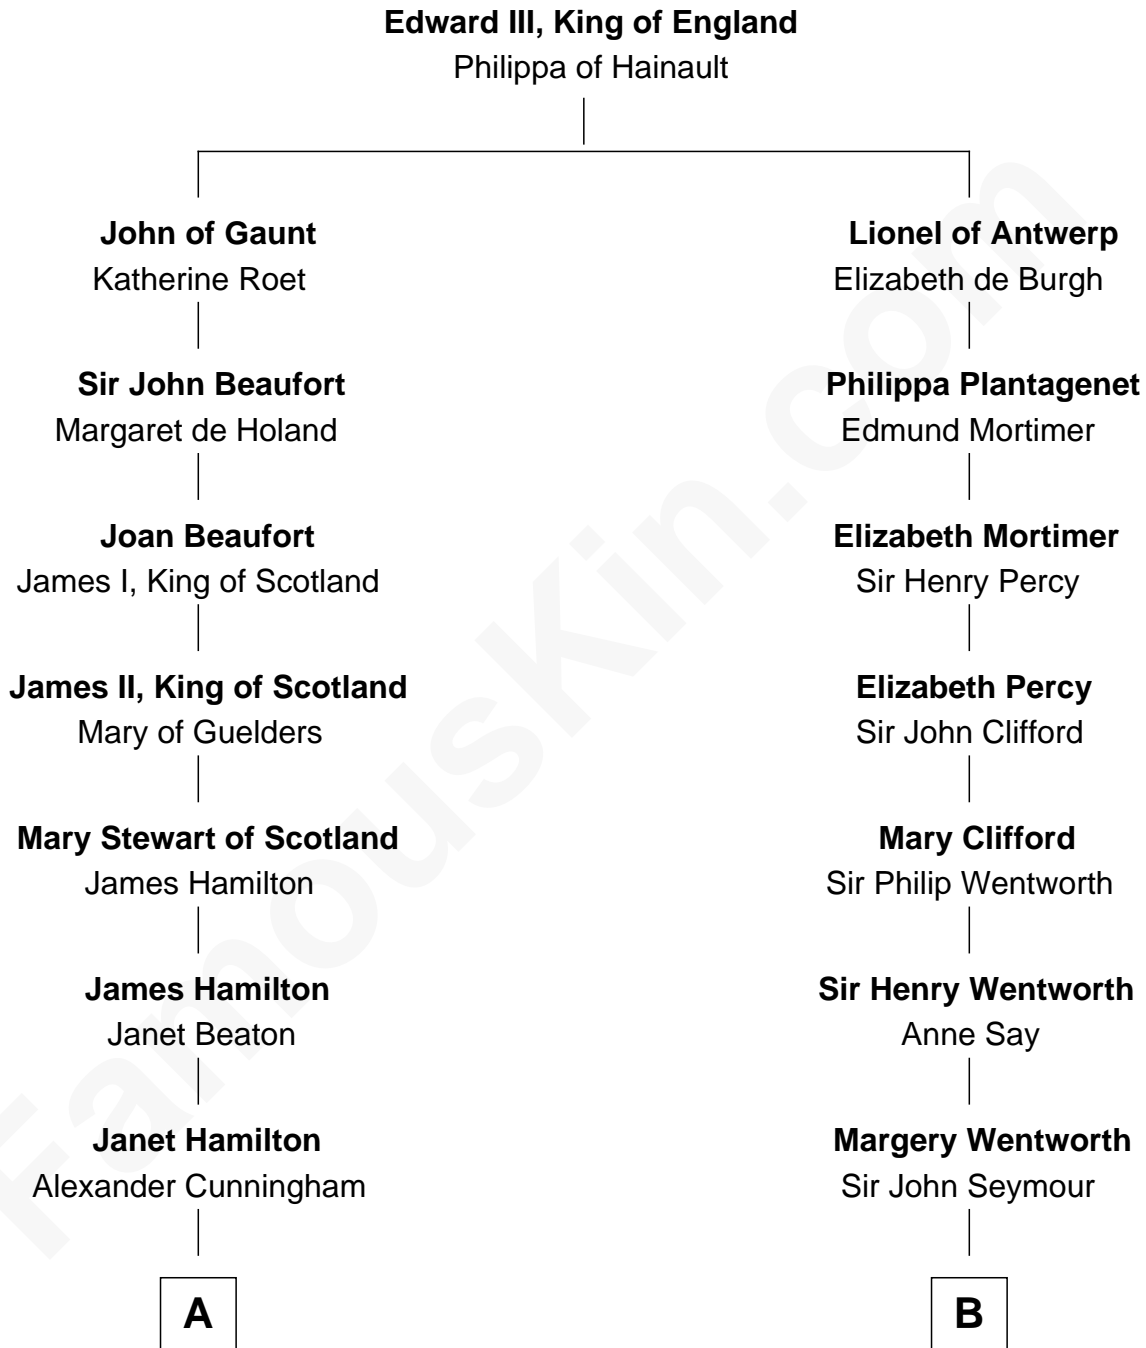 Edward III, King of England
Philippa of Hainault
John of Gaunt
Katherine Roet
Lionel of Antwerp
Elizabeth de Burgh
Sir John Beaufort
Margaret de Holand
Philippa Plantagenet
Edmund Mortimer
Joan Beaufort
James I, King of Scotland
Elizabeth Mortimer
Sir Henry Percy
James II, King of Scotland
Mary of Guelders
Elizabeth Percy
Sir John Clifford
Mary Stewart of Scotland
James Hamilton
Mary Clifford
Sir Philip Wentworth
James Hamilton
Janet Beaton
Sir Henry Wentworth
Anne Say
Janet Hamilton
Alexander Cunningham
Margery Wentworth
Sir John Seymour
A
B
FamousKin.com